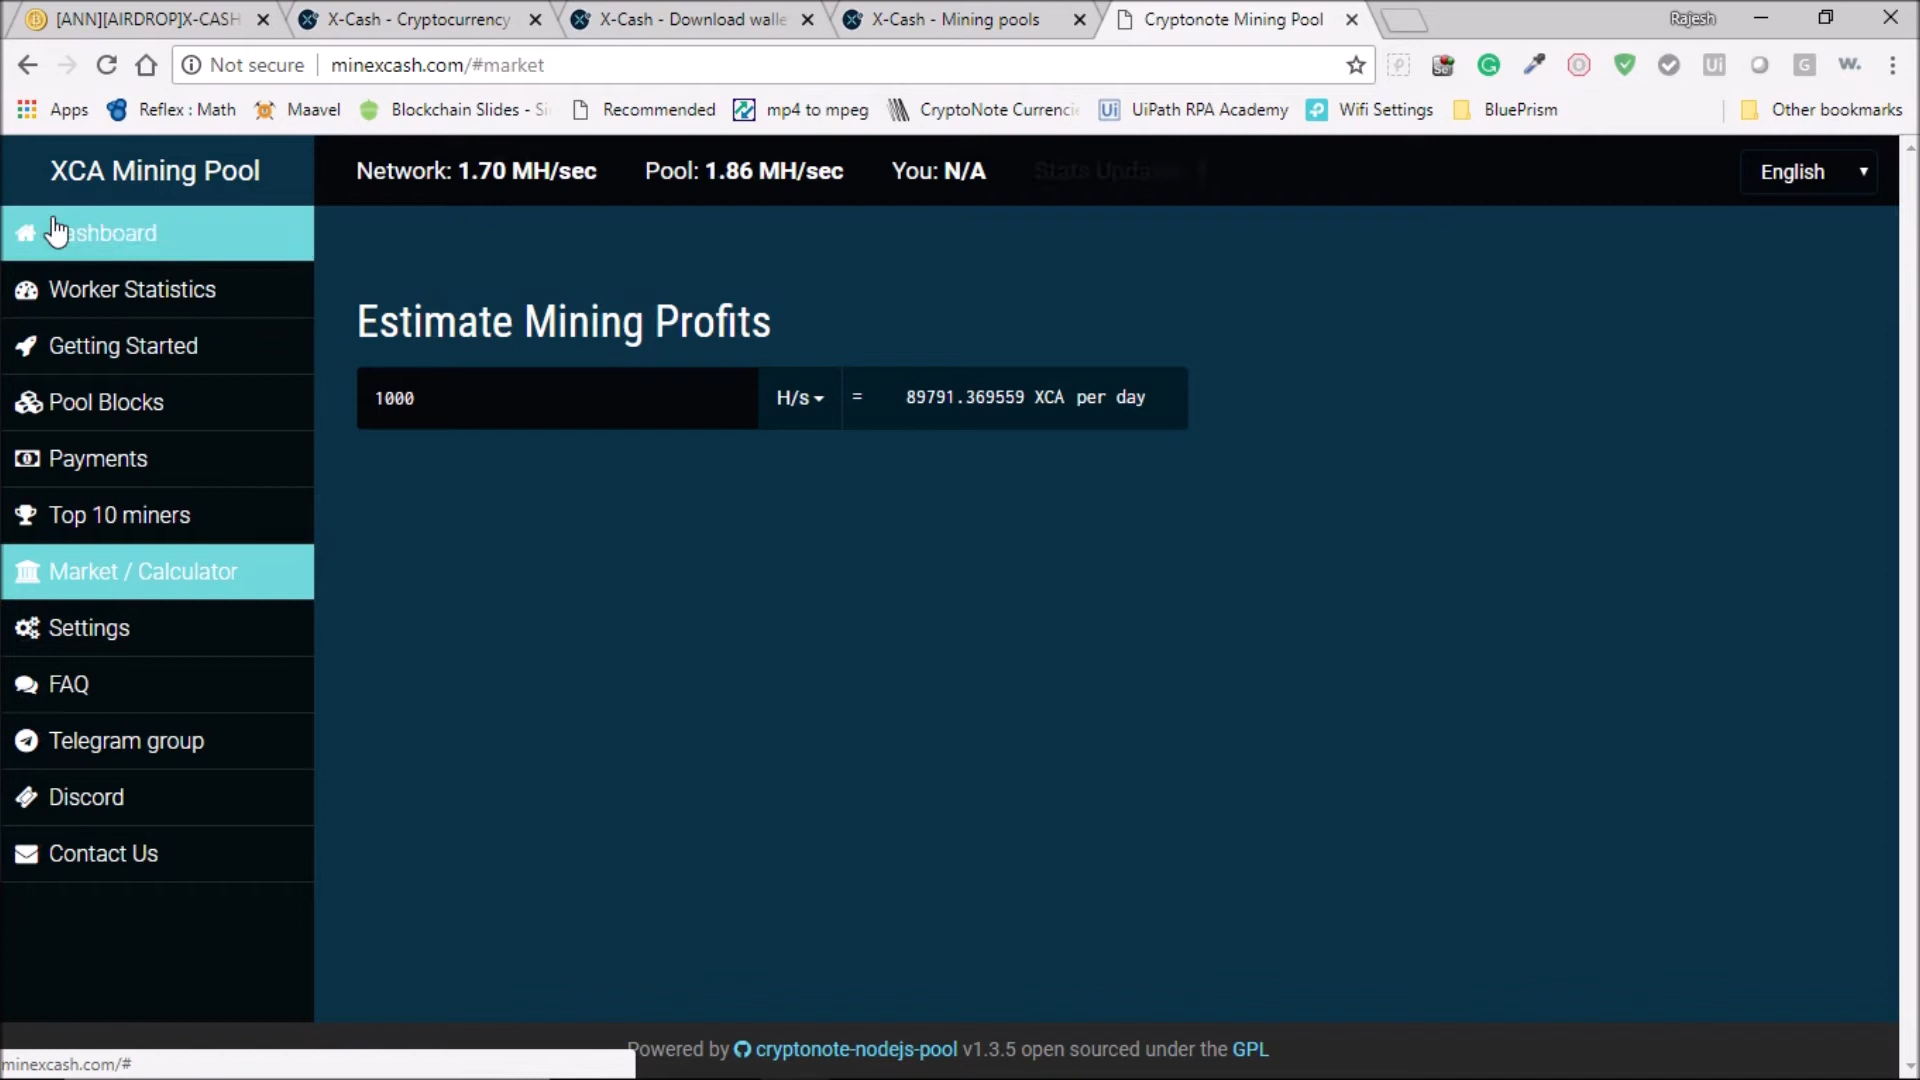 [ANN][AIRDROP]X-CASH
X-Cash - Cryptocurrency
X-Cash - Download walle
X-Cash - Mining pools
Cryptonote Mining Pool
Rajesh
Not secure
minexcash.com/#market
Apps
Reflex : Math
Maavel
Blockchain Slides - Si
Recommended
mp4 to mpeg
CryptoNote Currenci
UiPath RPA Academy
Wifi Settings
BluePrism
Other bookmarks
XCA Mining Pool
Network: 1.70 MH/sec
Pool: 1.86 MH/sec
You: N/A
Stats Upda
English
ashboard
Worker Statistics
Getting Started
Pool Blocks
Payments
Top 10 miners
Market / Calculator
Settings
FAQ
Telegram group
Discord
Contact Us
Estimate Mining Profits
1000
H/s
= 89791.369559 XCA per day
Powered by cryptonote-nodejs-pool v1.3.5 open sourced under the GPL
minexcash.com/#